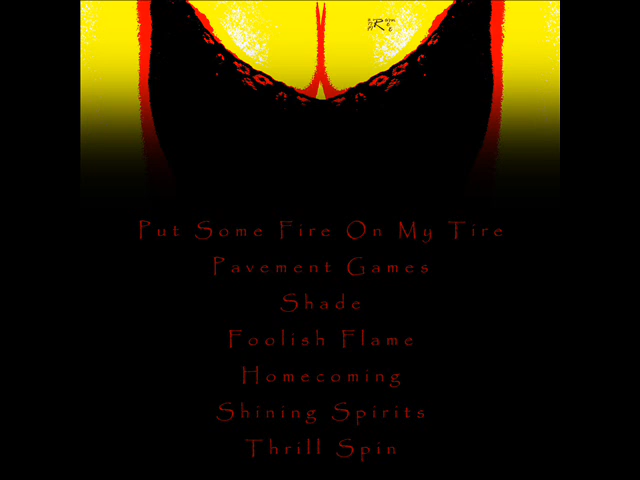 Put Some Fire On My Tire
Pavement Games
Shade
Foolish Flame
Homecoming
Shining Spirits
Thrill Spin